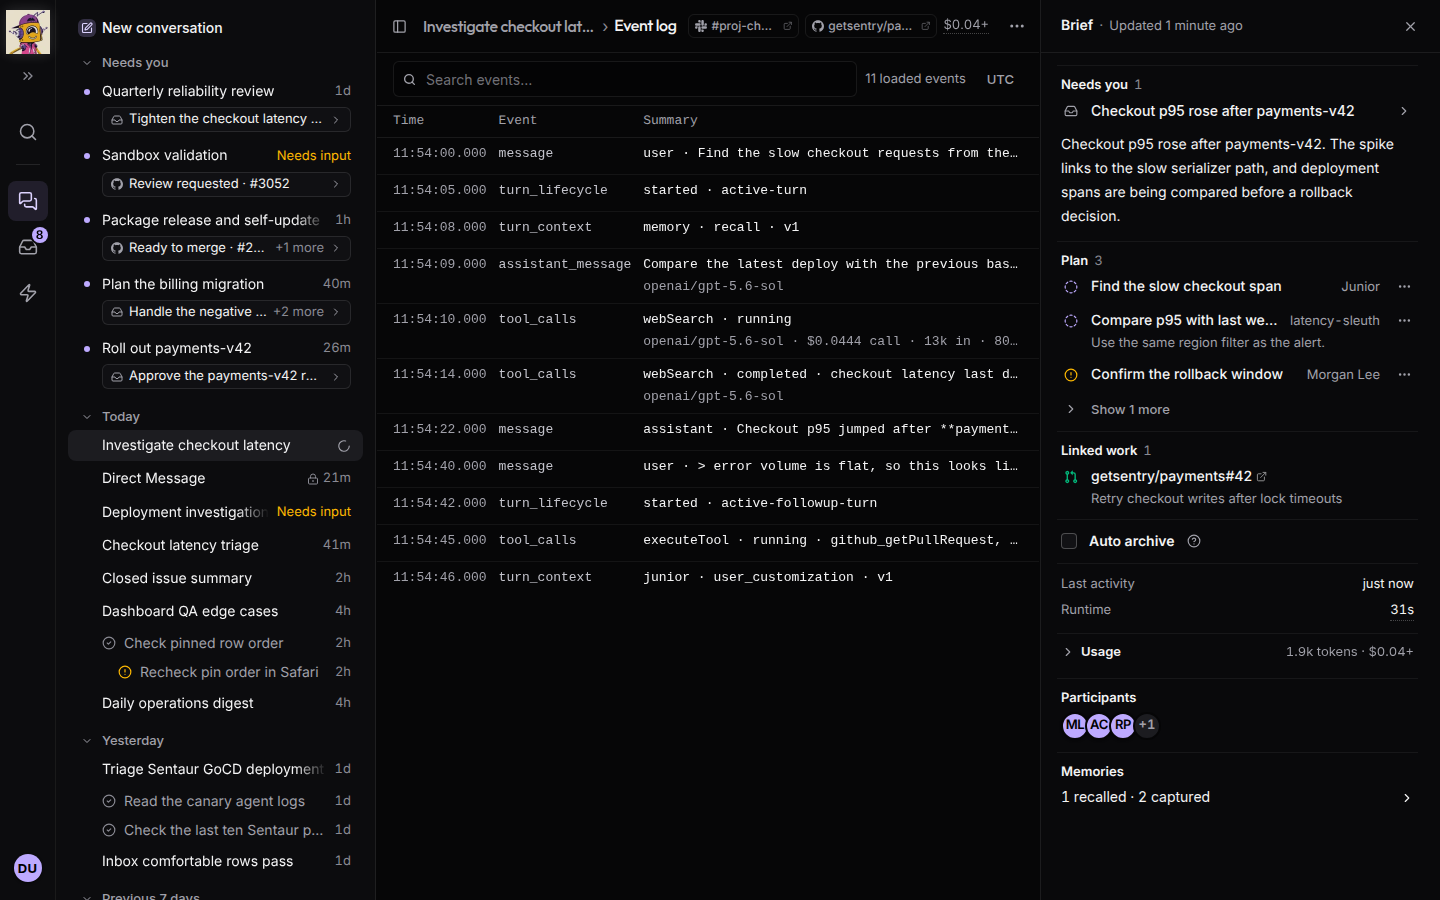 New conversation
Needs you
Quarterly reliability review 1d
Tighten the checkout latency ...
Sandbox validation Needs input
Review requested · #3052
Package release and self-update 1h
Ready to merge · #2... +1 more
Plan the billing migration 40m
Handle the negative ... +2 more
Roll out payments-v42 26m
Approve the payments-v42 r...
Today
Investigate checkout latency
Direct Message 21m
Deployment investigation Needs input
Checkout latency triage 41m
Closed issue summary 2h
Dashboard QA edge cases 4h
Check pinned row order 2h
Recheck pin order in Safari 2h
Daily operations digest 4h
Yesterday
Triage Sentaur GoCD deployment 1d
Read the canary agent logs 1d
Check the last ten Sentaur p... 1d
Inbox comfortable rows pass 1d
Previous 7 days
8
DU
Investigate checkout lat... › Event log #proj-ch... getsentry/pa... $0.04+
Search events... 11 loaded events UTC
Time Event Summary
11:54:00.000 message user · Find the slow checkout requests from the…
11:54:05.000 turn_lifecycle started · active-turn
11:54:08.000 turn_context memory · recall · v1
11:54:09.000 assistant_message Compare the latest deploy with the previous bas…
openai/gpt-5.6-sol
11:54:10.000 tool_calls webSearch · running
openai/gpt-5.6-sol · $0.0444 call · 13k in · 80…
11:54:14.000 tool_calls webSearch · completed · checkout latency last d…
openai/gpt-5.6-sol
11:54:22.000 message assistant · Checkout p95 jumped after **payment…
11:54:40.000 message user · > error volume is flat, so this looks li…
11:54:42.000 turn_lifecycle started · active-followup-turn
11:54:45.000 tool_calls executeTool · running · github_getPullRequest, …
11:54:46.000 turn_context junior · user_customization · v1
Brief · Updated 1 minute ago
Needs you 1
Checkout p95 rose after payments-v42
Checkout p95 rose after payments-v42. The spike
links to the slow serializer path, and deployment
spans are being compared before a rollback
decision.
Plan 3
Find the slow checkout span Junior
Compare p95 with last we... latency-sleuth
Use the same region filter as the alert.
Confirm the rollback window Morgan Lee
Show 1 more
Linked work 1
getsentry/payments#42
Retry checkout writes after lock timeouts
Auto archive
Last activity just now
Runtime 31s
Usage 1.9k tokens · $0.04+
Participants
ML AC RP +1
Memories
1 recalled · 2 captured